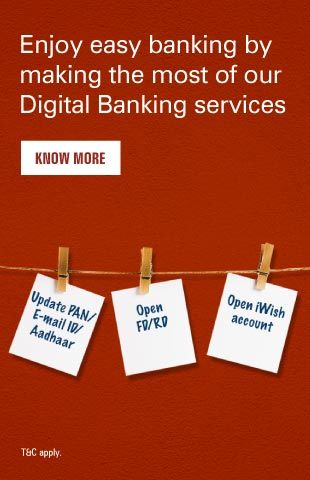 Enjoy easy banking by
making the most of our
Digital Banking services
KNOW MORE
Update PAN/
E-mail ID/
Aadhaar
Open
FD/RD
Open iWish
account
T&C apply.